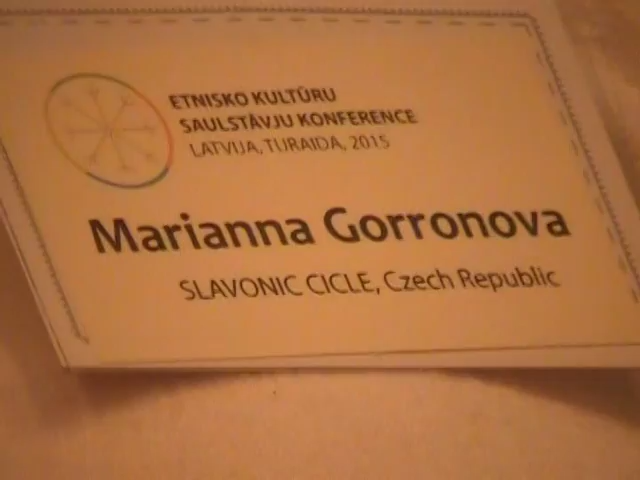 ETNISKO KULTŪRU
SAULSTĀVJU KONFERENCE
LATVIJA, TURAIDA, 2015
Marianna Gorronova
SLAVONIC CICLE, Czech Republic